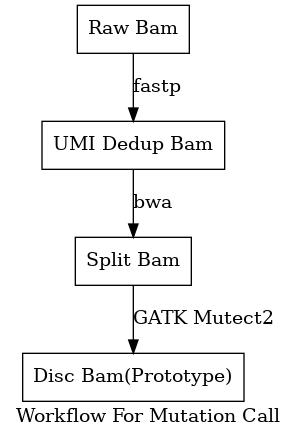 Raw Bam
fastp
UMI Dedup Bam
bwa
Split Bam
GATK Mutect2
Disc Bam(Prototype)
Workflow For Mutation Call